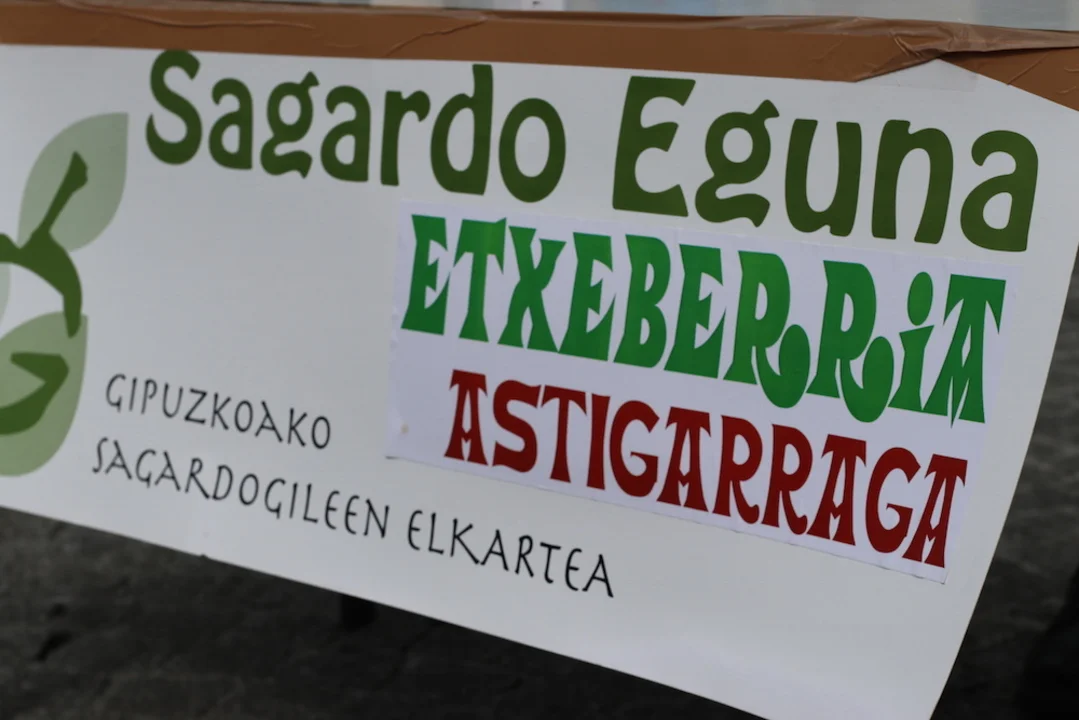 Sagardo Eguna
ETXEBERRiA
ASTIGARRAGA
GIPUZKOAKO
SAGARDOGILEEN ELKARTEA